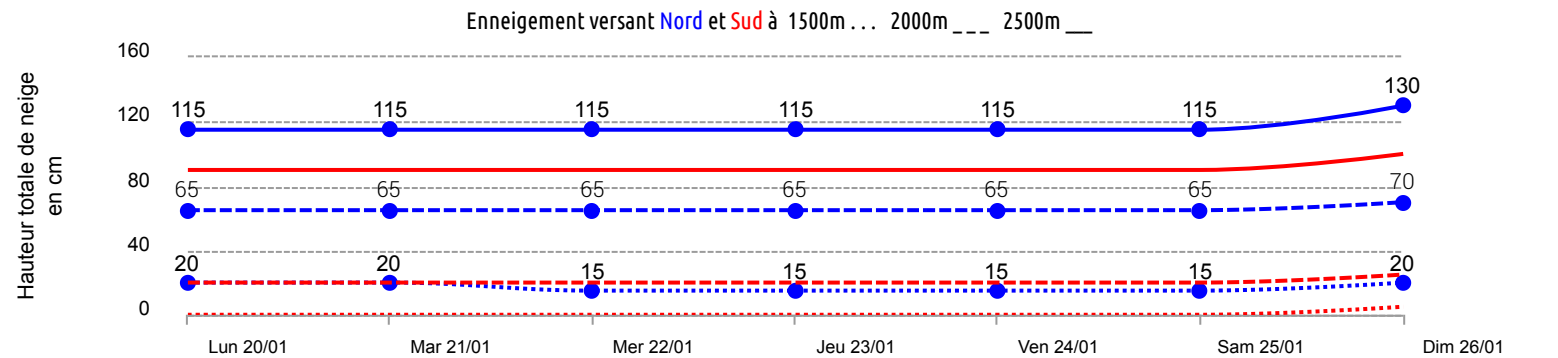 Enneigement versant Nord et Sud à 1500m . . . 2000m _ _ _ 2500m __
Hauteur totale de neige
en cm
160
120
80
40
0
115 115 115 115 115 115 130
65 65 65 65 65 65 70
20 20 15 15 15 15 20
Lun 20/01 Mar 21/01 Mer 22/01 Jeu 23/01 Ven 24/01 Sam 25/01 Dim 26/01